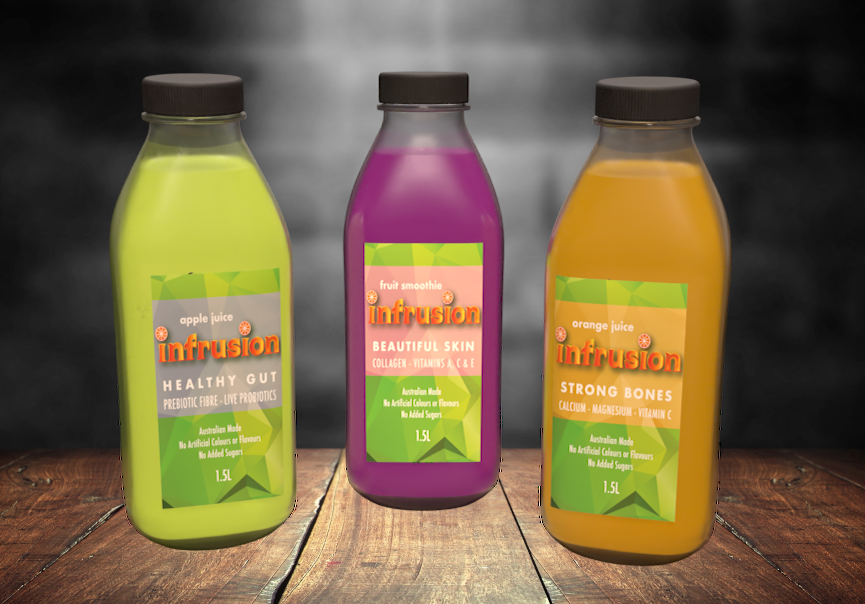 apple juice
infrusion
HEALTHY GUT
PREBIOTIC FIBRE - LIVE PROBIOTICS
Australian Made
No Artificial Colours or Flavours
No Added Sugars
1.5L
fruit smoothie
infrusion
BEAUTIFUL SKIN
COLLAGEN - VITAMINS A, C & E
Australian Made
No Artificial Colours or Flavours
No Added Sugars
1.5L
orange juice
infrusion
STRONG BONES
CALCIUM - MAGNESIUM - VITAMIN C
Australian Made
No Artificial Colours or Flavours
No Added Sugars
1.5L